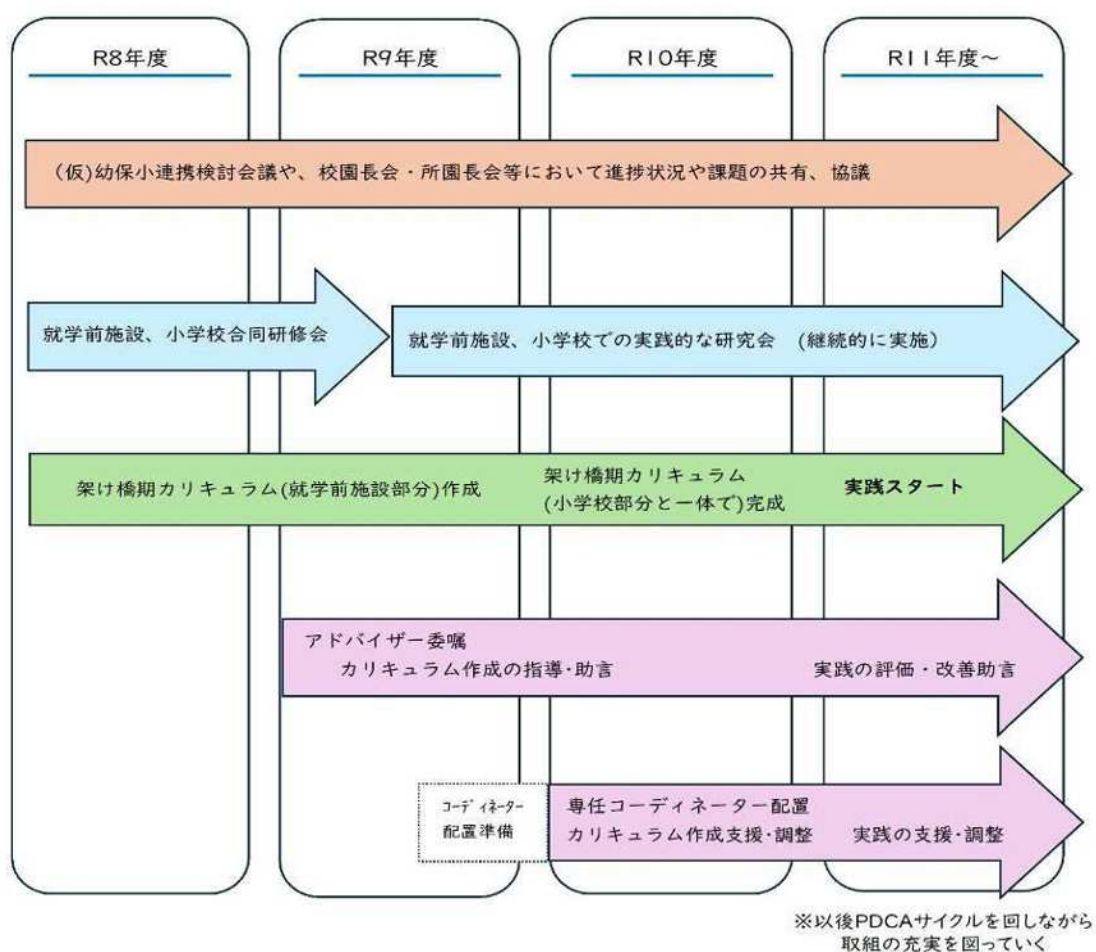 R8年度
R9年度
R10年度
R11年度～
(仮)幼保小連携検討会議や、校園長会・所園長会等において進捗状況や課題の共有、協議
就学前施設、小学校合同研修会
就学前施設、小学校での実践的な研究会 (継続的に実施)
架け橋期カリキュラム(就学前施設部分)作成
架け橋期カリキュラム
(小学校部分と一体で)完成
実践スタート
アドバイザー委嘱
カリキュラム作成の指導・助言
実践の評価・改善助言
コーディネーター
配置準備
専任コーディネーター配置
カリキュラム作成支援・調整
実践の支援・調整
※以後PDCAサイクルを回しながら
取組の充実を図っていく